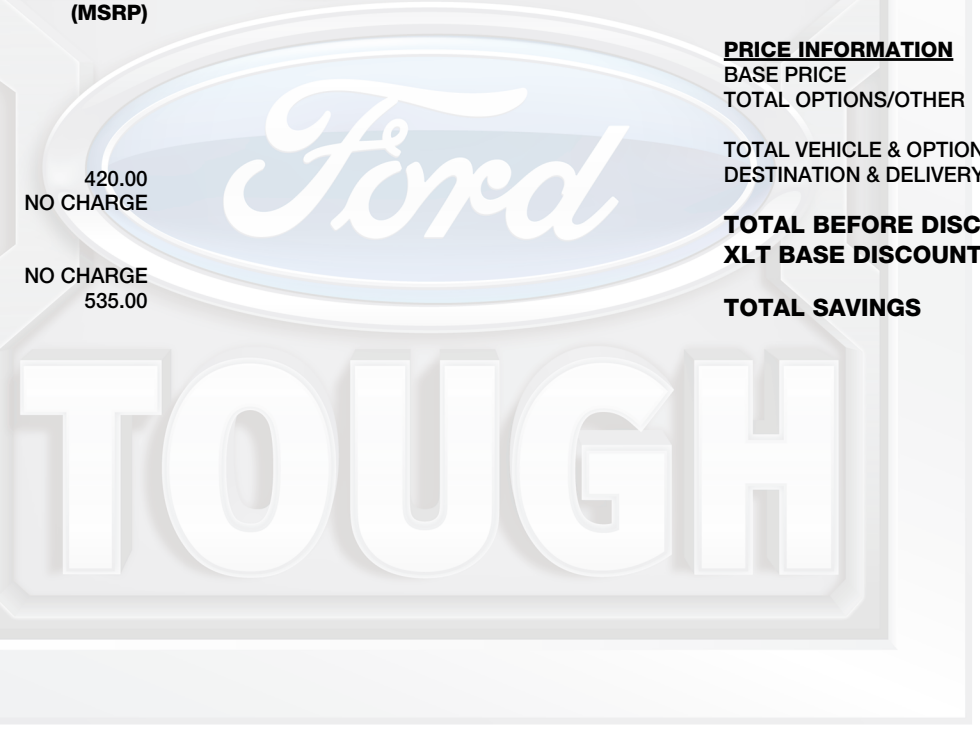 (MSRP)
420.00
NO CHARGE
NO CHARGE
535.00
PRICE INFORMATION
BASE PRICE
TOTAL OPTIONS/OTHER
TOTAL VEHICLE & OPTION
DESTINATION & DELIVERY
TOTAL BEFORE DISC
XLT BASE DISCOUNT
TOTAL SAVINGS
Ford
TOUGH